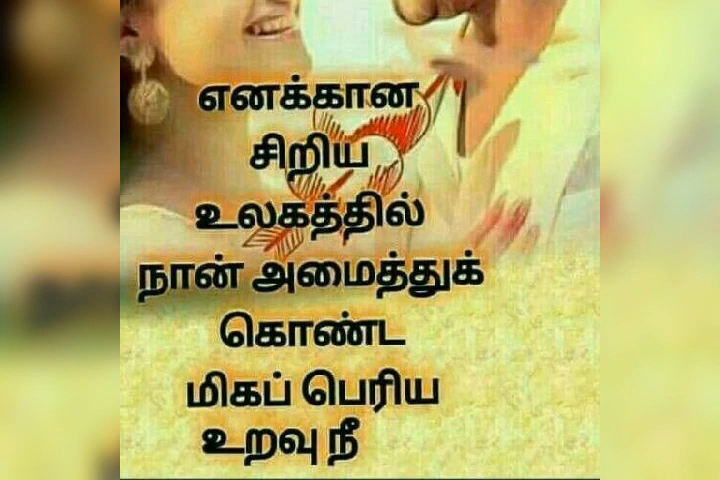 எனக்கான
சிறிய
உலகத்தில்
நான் அமைத்துக்
கொண்ட
மிகப் பெரிய
உறவு நீ